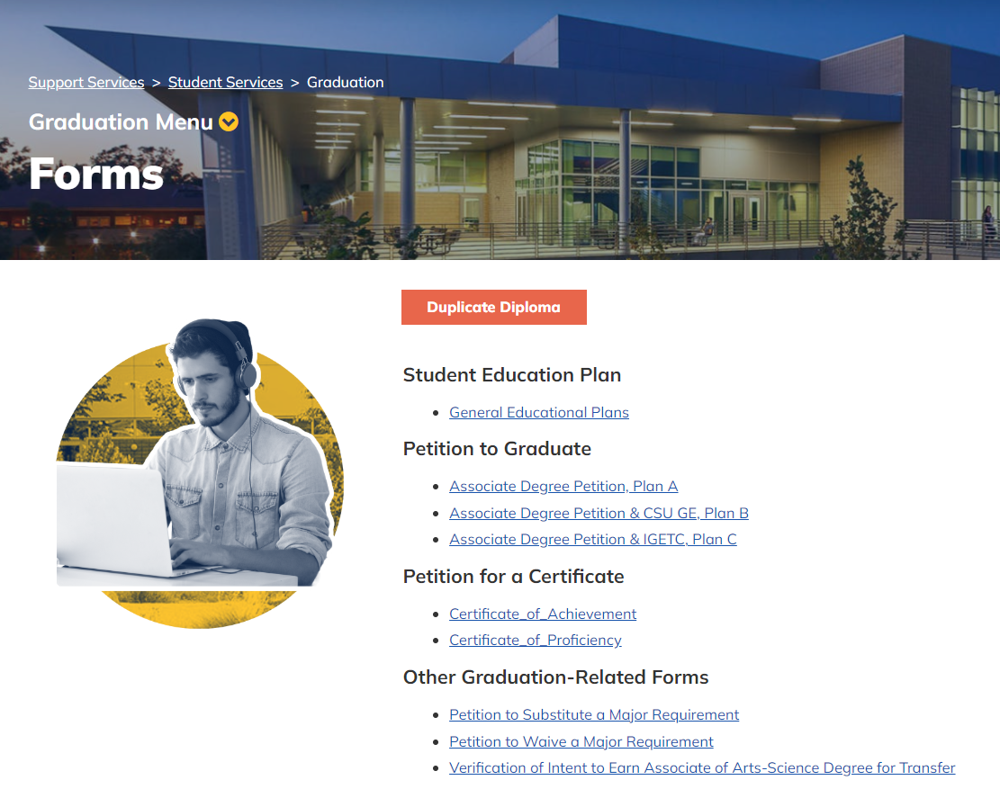 Support Services > Student Services > Graduation
Graduation Menu
Forms
Duplicate Diploma
Student Education Plan
General Educational Plans
Petition to Graduate
Associate Degree Petition, Plan A
Associate Degree Petition & CSU GE, Plan B
Associate Degree Petition & IGETC, Plan C
Petition for a Certificate
Certificate_of_Achievement
Certificate_of_Proficiency
Other Graduation-Related Forms
Petition to Substitute a Major Requirement
Petition to Waive a Major Requirement
Verification of Intent to Earn Associate of Arts-Science Degree for Transfer